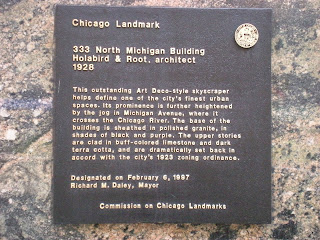 Chicago Landmark
333 North Michigan Building
Holabird & Root, architect
1928
This outstanding Art Deco-style skyscraper
helps define one of the city's finest urban
spaces. Its prominence is further heightened
by the jog in Michigan Avenue, where it
crosses the Chicago River. The base of the
building is sheathed in polished granite, in
shades of black and purple. The upper stories
are clad in buff-colored limestone and dark
terra cotta, and are dramatically set back in
accord with the city's 1923 zoning ordinance.
Designated on February 6, 1997
Richard M. Daley, Mayor
Commission on Chicago Landmarks